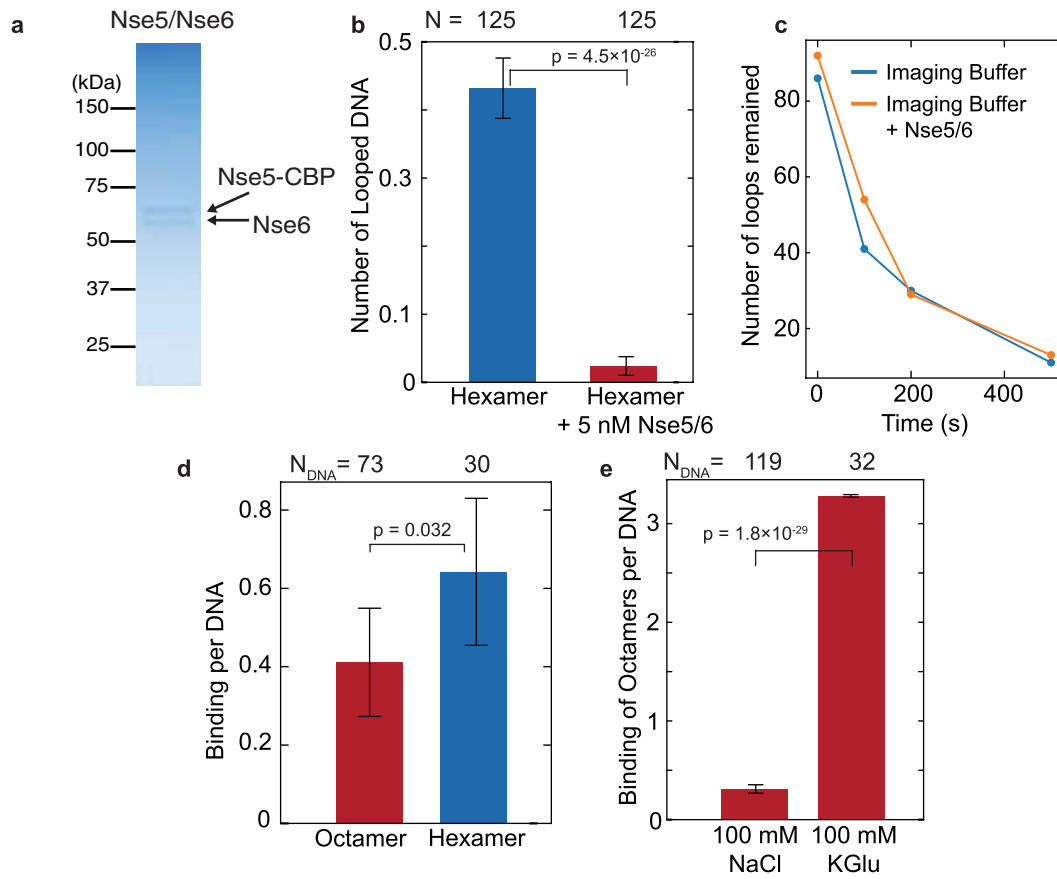 a
Nse5/Nse6
(kDa)
150
100
75
50
37
25
Nse5-CBP
Nse6
b
N = 125 125
p = 4.5×10-26
Number of Looped DNA
0.5
0.3
0.1
0
Hexamer Hexamer
+ 5 nM Nse5/6
c
Imaging Buffer
Imaging Buffer
+ Nse5/6
Number of loops remained
80
60
40
20
0 200 400
Time (s)
d
NDNA= 73 30
p = 0.032
Binding per DNA
0.8
0.6
0.4
0.2
0
Octamer Hexamer
e
NDNA= 119 32
p = 1.8×10-29
Binding of Octamers per DNA
3
2
1
0
100 mM 100 mM
NaCl KGlu